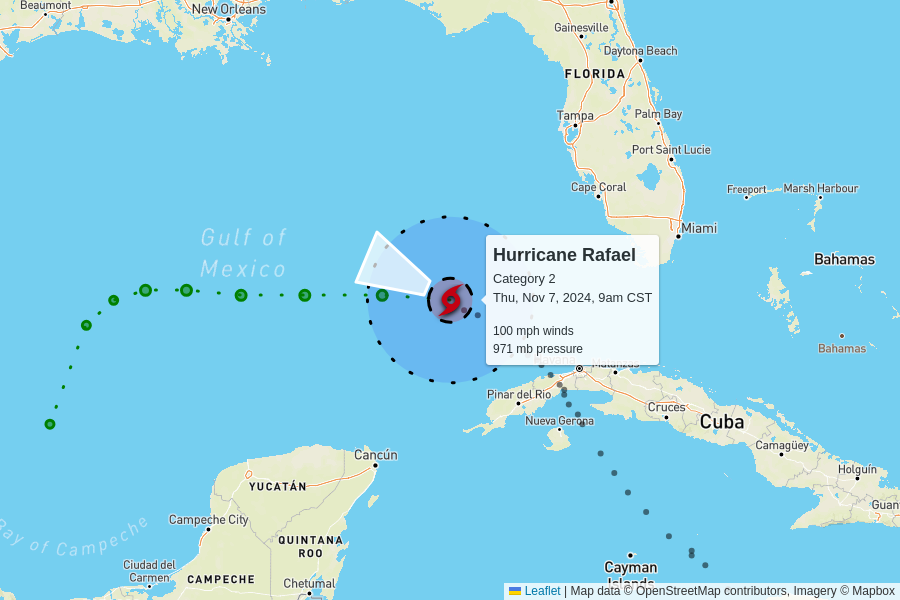 Beaumont
New Orleans
Gainesville
Daytona Beach
FLORIDA
Tampa
Palm Bay
Port Saint Lucie
Cape Coral
Freeport
Marsh Harbour
Miami
Gulf of
Mexico
Hurricane Rafael
Category 2
Thu, Nov 7, 2024, 9am CST
100 mph winds
971 mb pressure
Bahamas
Bahamas
Havana
Matanzas
Pinar del Río
Cruces
Cuba
Nueva Gerona
Camagüey
Cancún
Holguín
YUCATÁN
Guan
Campeche City
Bay of Campeche
QUINTANA
ROO
Ciudad del
Carmen
CAMPECHE
Chetumal
Cayman
Islands
Leaflet | Map data © OpenStreetMap contributors, Imagery © Mapbox